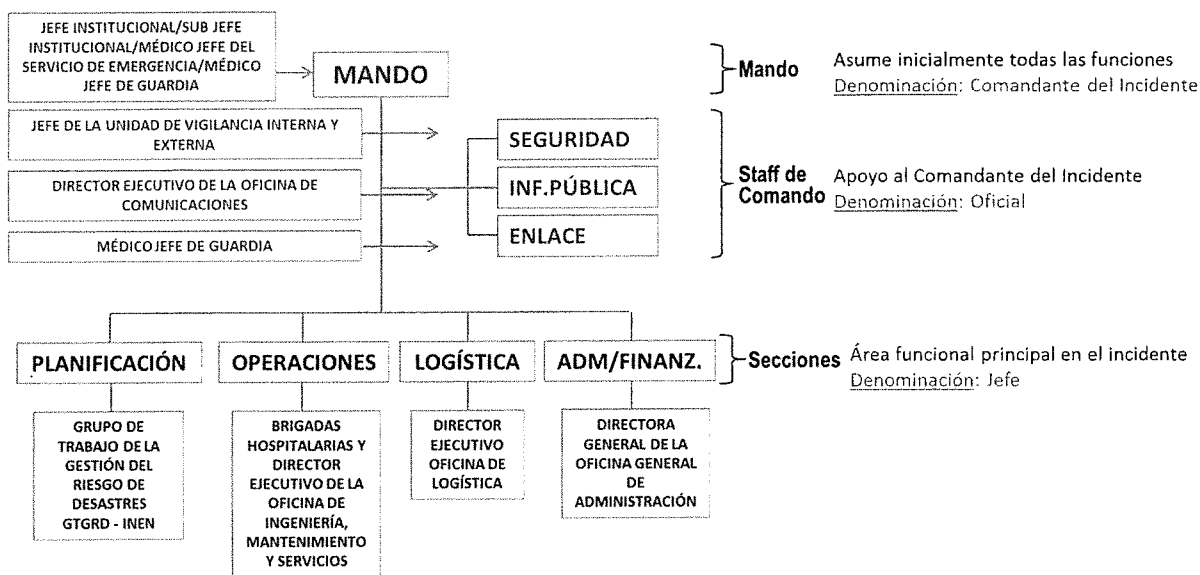 JEFE INSTITUCIONAL/SUB JEFE
INSTITUCIONAL/MÉDICO JEFE DEL
SERVICIO DE EMERGENCIA/MÉDICO
JEFE DE GUARDIA
MANDO
Mando
Asume inicialmente todas las funciones
Denominación: Comandante del Incidente
JEFE DE LA UNIDAD DE VIGILANCIA INTERNA Y
EXTERNA
DIRECTOR EJECUTIVO DE LA OFICINA DE
COMUNICACIONES
MÉDICO JEFE DE GUARDIA
SEGURIDAD
INF.PÚBLICA
ENLACE
Staff de
Comando
Apoyo al Comandante del Incidente
Denominación: Oficial
PLANIFICACIÓN
OPERACIONES
LOGÍSTICA
ADM/FINANZ.
Secciones
Área funcional principal en el incidente
Denominación: Jefe
GRUPO DE
TRABAJO DE LA
GESTIÓN DEL
RIESGO DE
DESASTRES
GTGRD - INEN
BRIGADAS
HOSPITALARIAS Y
DIRECTOR
EJECUTIVO DE LA
OFICINA DE
INGENIERÍA,
MANTENIMIENTO
Y SERVICIOS
DIRECTOR
EJECUTIVO
OFICINA DE
LOGÍSTICA
DIRECTORA
GENERAL DE LA
OFICINA GENERAL
DE
ADMINISTRACIÓN